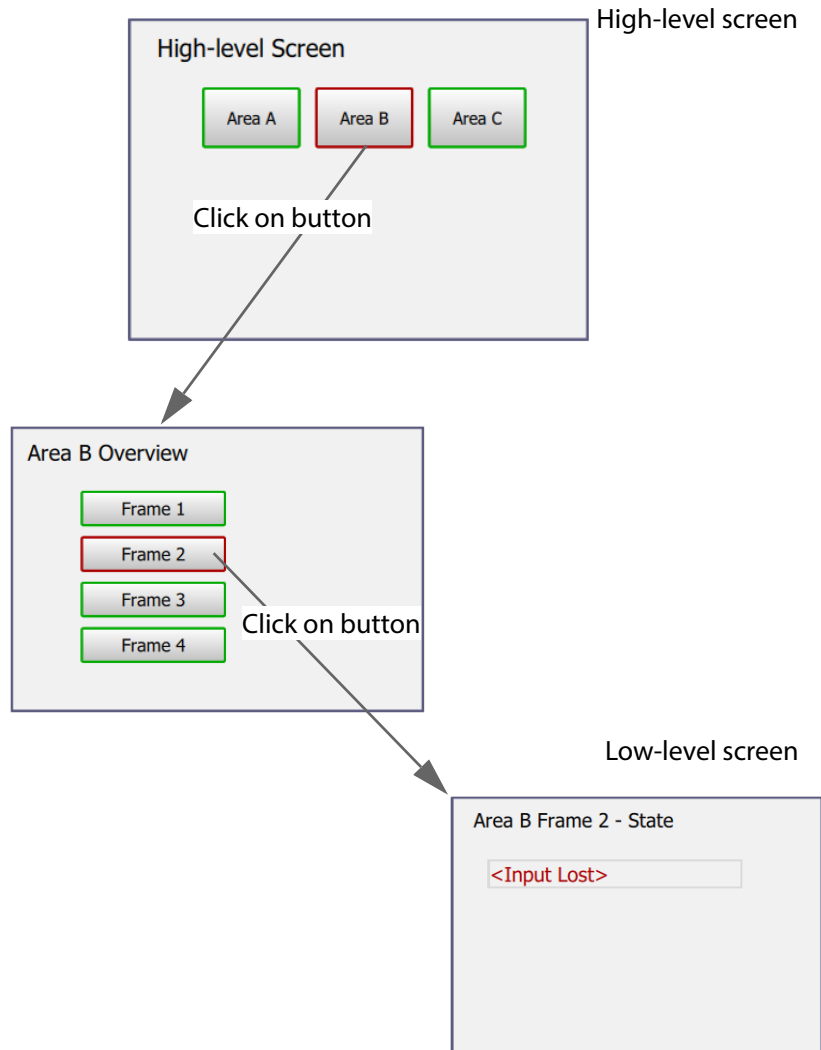 High-level screen
High-level Screen
Area A
Area B
Area C
Click on button
Area B Overview
Frame 1
Frame 2
Frame 3
Frame 4
Click on button
Low-level screen
Area B Frame 2 - State
<Input Lost>